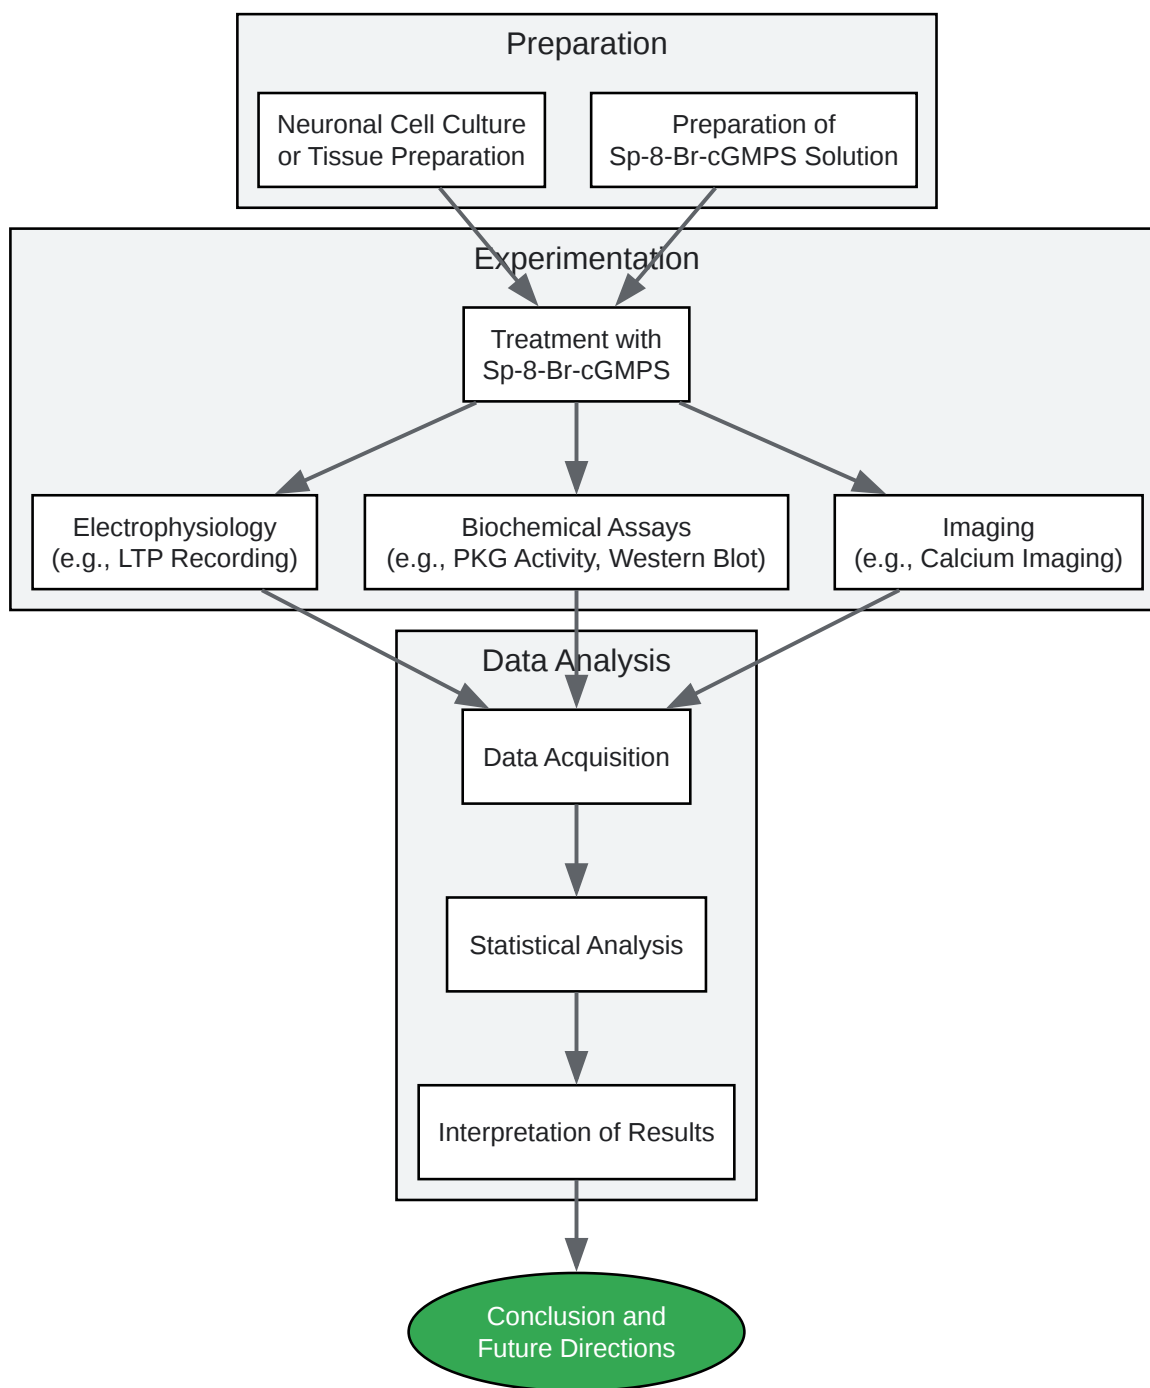 Preparation
Neuronal Cell Culture
or Tissue Preparation
Preparation of
Sp-8-Br-cGMPS Solution
Experimentation
Treatment with
Sp-8-Br-cGMPS
Electrophysiology
(e.g., LTP Recording)
Biochemical Assays
(e.g., PKG Activity, Western Blot)
Imaging
(e.g., Calcium Imaging)
Data Analysis
Data Acquisition
Statistical Analysis
Interpretation of Results
Conclusion and
Future Directions